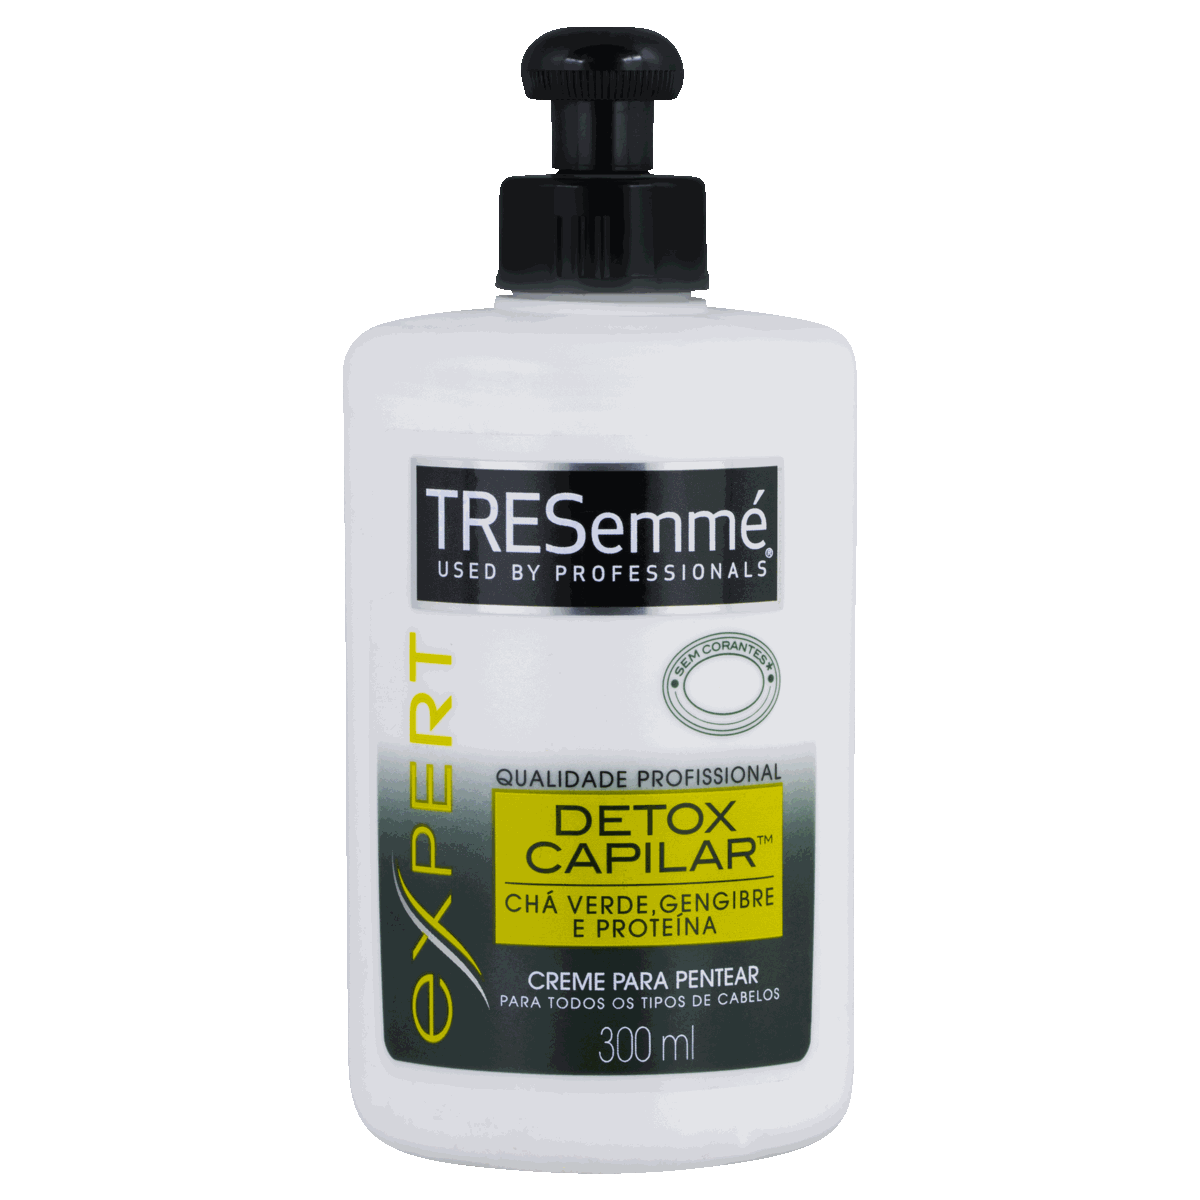 TRESemmé®
USED BY PROFESSIONALS
SEM CORANTES*
EXPERT
QUALIDADE PROFISSIONAL
DETOX
CAPILAR™
CHÁ VERDE, GENGIBRE
E PROTEÍNA
CREME PARA PENTEAR
PARA TODOS OS TIPOS DE CABELOS
300 ml